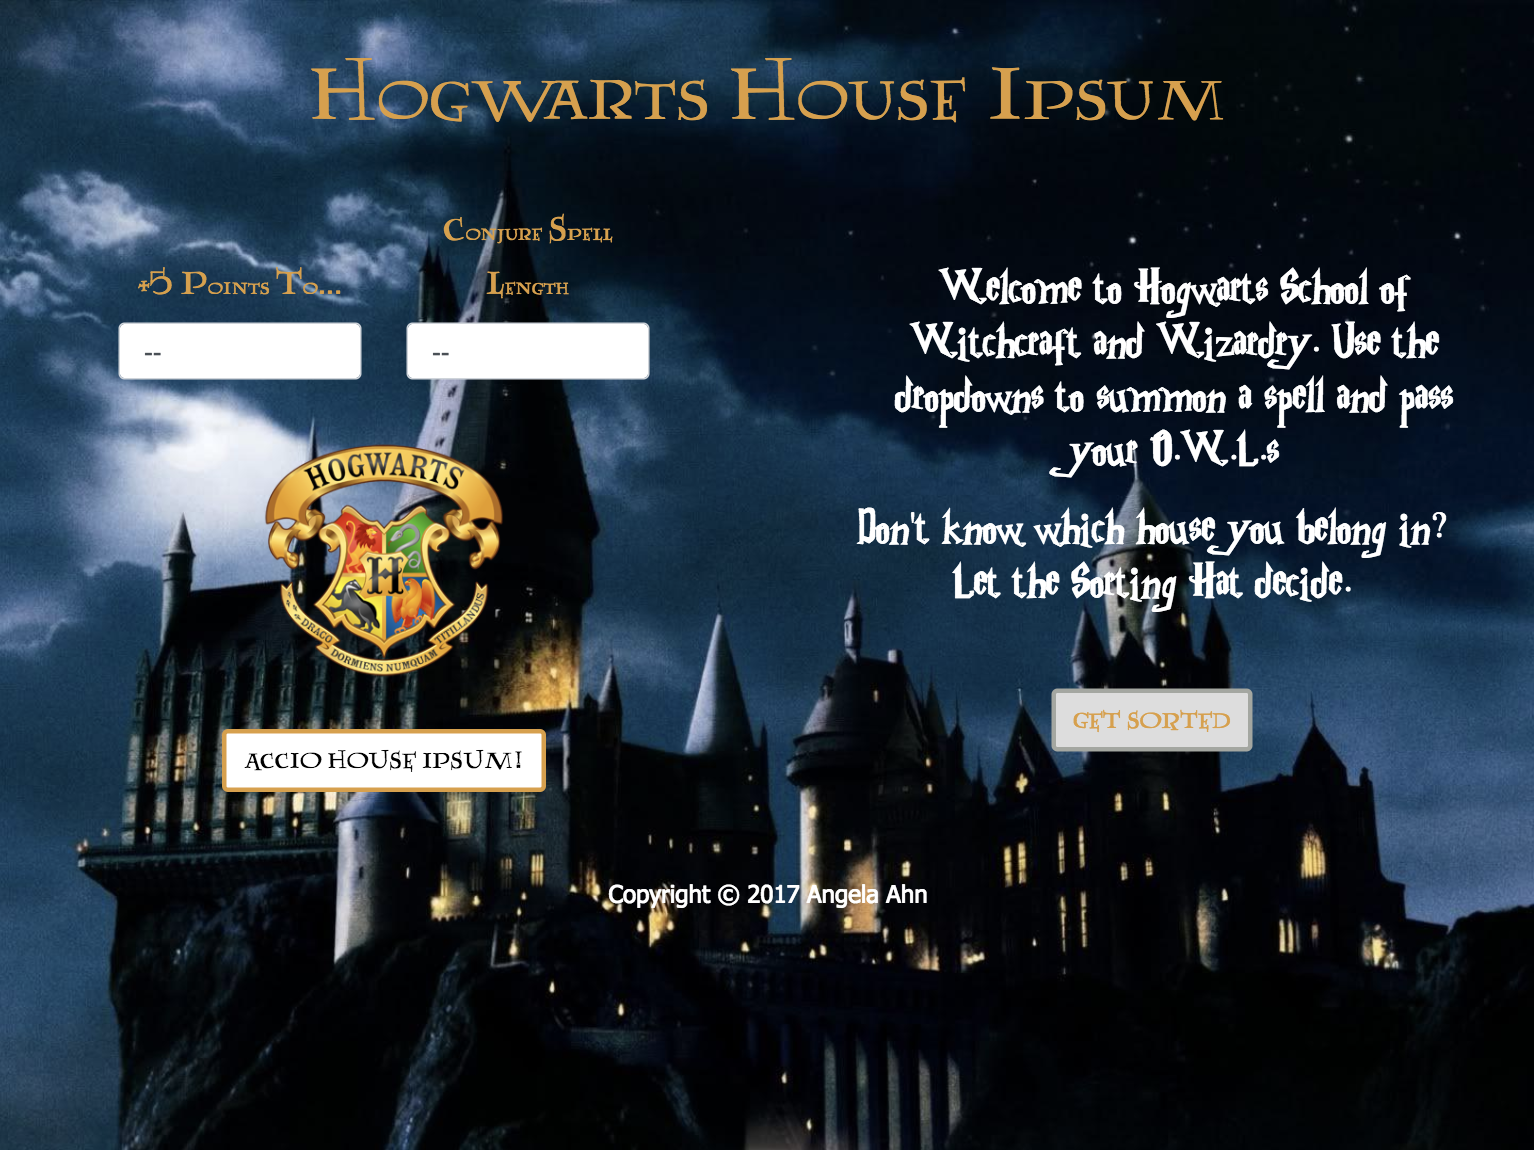 Hogwarts House Ipsum
Conjure Spell
Length
+5 Points To...
--
--
Welcome to Hogwarts School of
Witchcraft and Wizardry. Use the
dropdowns to summon a spell and pass
your O.W.L.s
Don't know which house you belong in?
Let the Sorting Hat decide.
HOGWARTS
H
DRACO DORMIENS NUMQUAM TITILLANDUS
GET SORTED
ACCIO HOUSE IPSUM!
Copyright © 2017 Angela Ahn